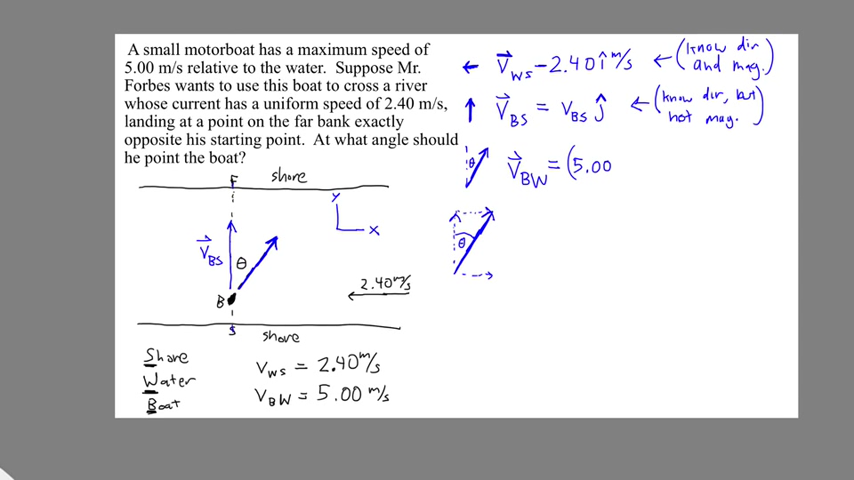 A small motorboat has a maximum speed of
5.00 m/s relative to the water.  Suppose Mr.
Forbes wants to use this boat to cross a river
whose current has a uniform speed of 2.40 m/s,
landing at a point on the far bank exactly
opposite his starting point.  At what angle should
he point the boat?
F
shore
Y
X
V⃗BS
θ
B
2.40 m/s
S
shore
Shore
Water
Boat
VWS = 2.40 m/s
VBW = 5.00 m/s
← V⃗WS -2.40 î m/s ← (know dir and mag.)
↑ V⃗BS = VBS ĵ ← (know dir, but not mag.)
θ
V⃗BW = (5.00
θ